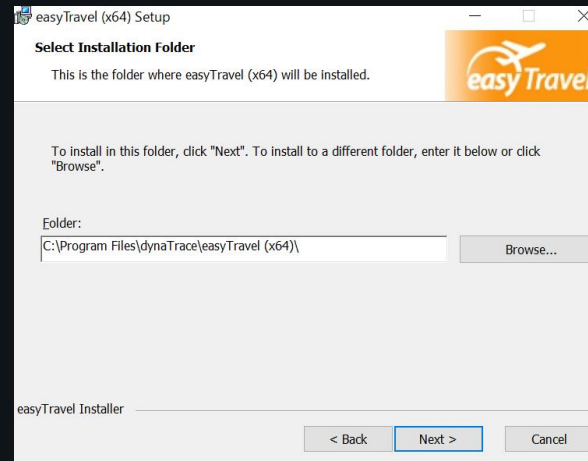 easyTravel (x64) Setup
Select Installation Folder
This is the folder where easyTravel (x64) will be installed.
easy Travel
To install in this folder, click "Next". To install to a different folder, enter it below or click
"Browse".
Folder:
C:\Program Files\dynaTrace\easyTravel (x64)\
Browse...
easyTravel Installer
< Back
Next >
Cancel